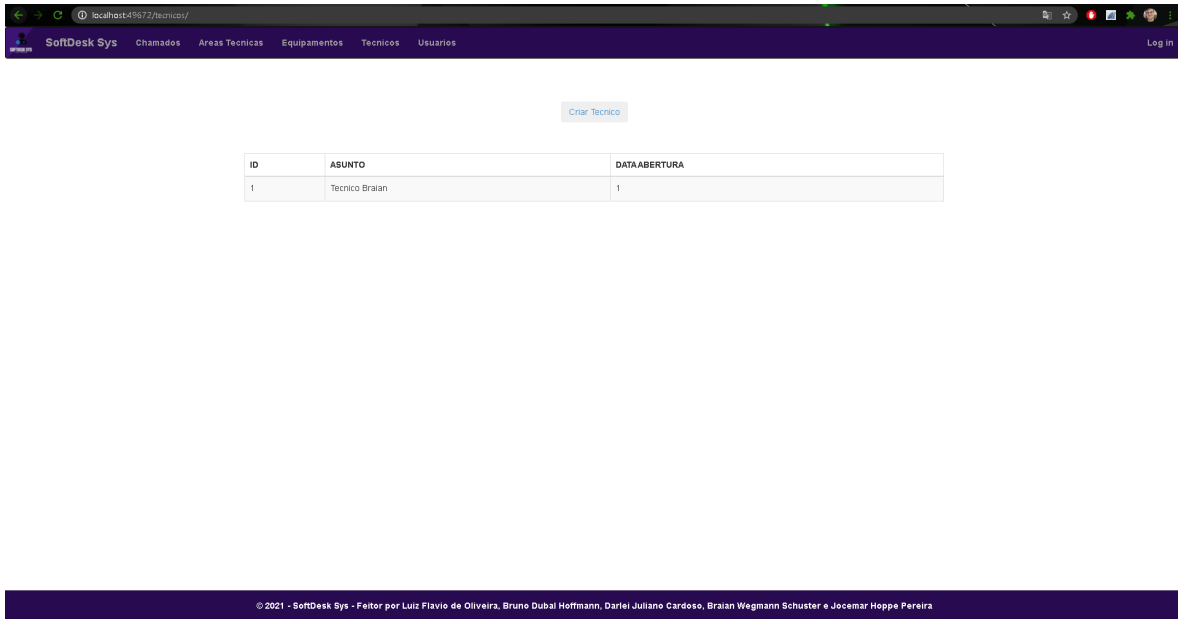 localhost:49672/tecnicos/
SoftDesk Sys Chamados Areas Tecnicas Equipamentos Tecnicos Usuarios Log in
Criar Tecnico
ID ASUNTO DATAABERTURA
1 Tecnico Braian 1
© 2021 - SoftDesk Sys - Feitor por Luiz Flavio de Oliveira, Bruno Dubal Hoffmann, Darlei Juliano Cardoso, Braian Wegmann Schuster e Jocemar Hoppe Pereira